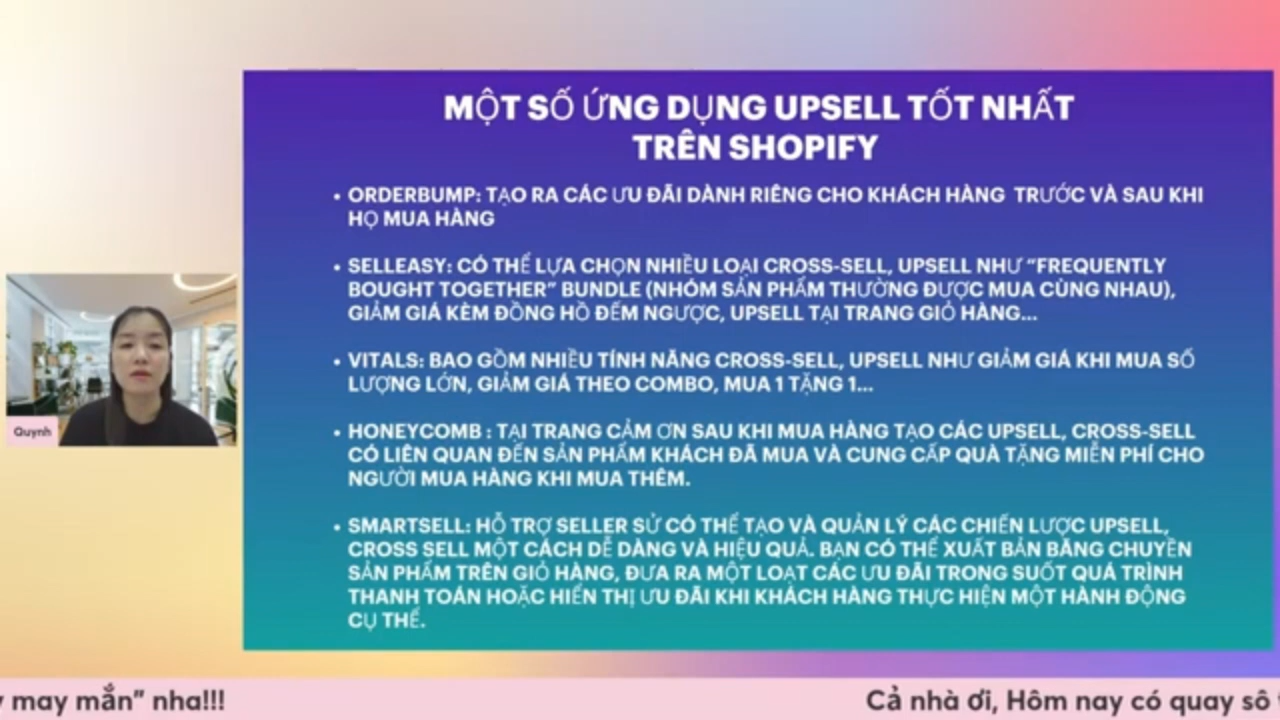 MỘT SỐ ỨNG DỤNG UPSELL TỐT NHẤT
TRÊN SHOPIFY
• ORDERBUMP: TẠO RA CÁC ƯU ĐÃI DÀNH RIÊNG CHO KHÁCH HÀNG TRƯỚC VÀ SAU KHI
HỌ MUA HÀNG
• SELLEASY: CÓ THỂ LỰA CHỌN NHIỀU LOẠI CROSS-SELL, UPSELL NHƯ “FREQUENTLY
BOUGHT TOGETHER” BUNDLE (NHÓM SẢN PHẨM THƯỜNG ĐƯỢC MUA CÙNG NHAU),
GIẢM GIÁ KÈM ĐỒNG HỒ ĐẾM NGƯỢC, UPSELL TẠI TRANG GIỎ HÀNG...
• VITALS: BAO GỒM NHIỀU TÍNH NĂNG CROSS-SELL, UPSELL NHƯ GIẢM GIÁ KHI MUA SỐ
LƯỢNG LỚN, GIẢM GIÁ THEO COMBO, MUA 1 TẶNG 1...
• HONEYCOMB : TẠI TRANG CẢM ƠN SAU KHI MUA HÀNG TẠO CÁC UPSELL, CROSS-SELL
CÓ LIÊN QUAN ĐẾN SẢN PHẨM KHÁCH ĐÃ MUA VÀ CUNG CẤP QUÀ TẶNG MIỄN PHÍ CHO
NGƯỜI MUA HÀNG KHI MUA THÊM.
• SMARTSELL: HỖ TRỢ SELLER SỬ CÓ THỂ TẠO VÀ QUẢN LÝ CÁC CHIẾN LƯỢC UPSELL,
CROSS SELL MỘT CÁCH DỄ DÀNG VÀ HIỆU QUẢ. BẠN CÓ THỂ XUẤT BẢN BĂNG CHUYỀN
SẢN PHẨM TRÊN GIỎ HÀNG, ĐƯA RA MỘT LOẠT CÁC ƯU ĐÃI TRONG SUỐT QUÁ TRÌNH
THANH TOÁN HOẶC HIỂN THỊ ƯU ĐÃI KHI KHÁCH HÀNG THỰC HIỆN MỘT HÀNH ĐỘNG
CỤ THỂ.
Quynh
may mắn” nha!!!
Cả nhà ơi, Hôm nay có quay số